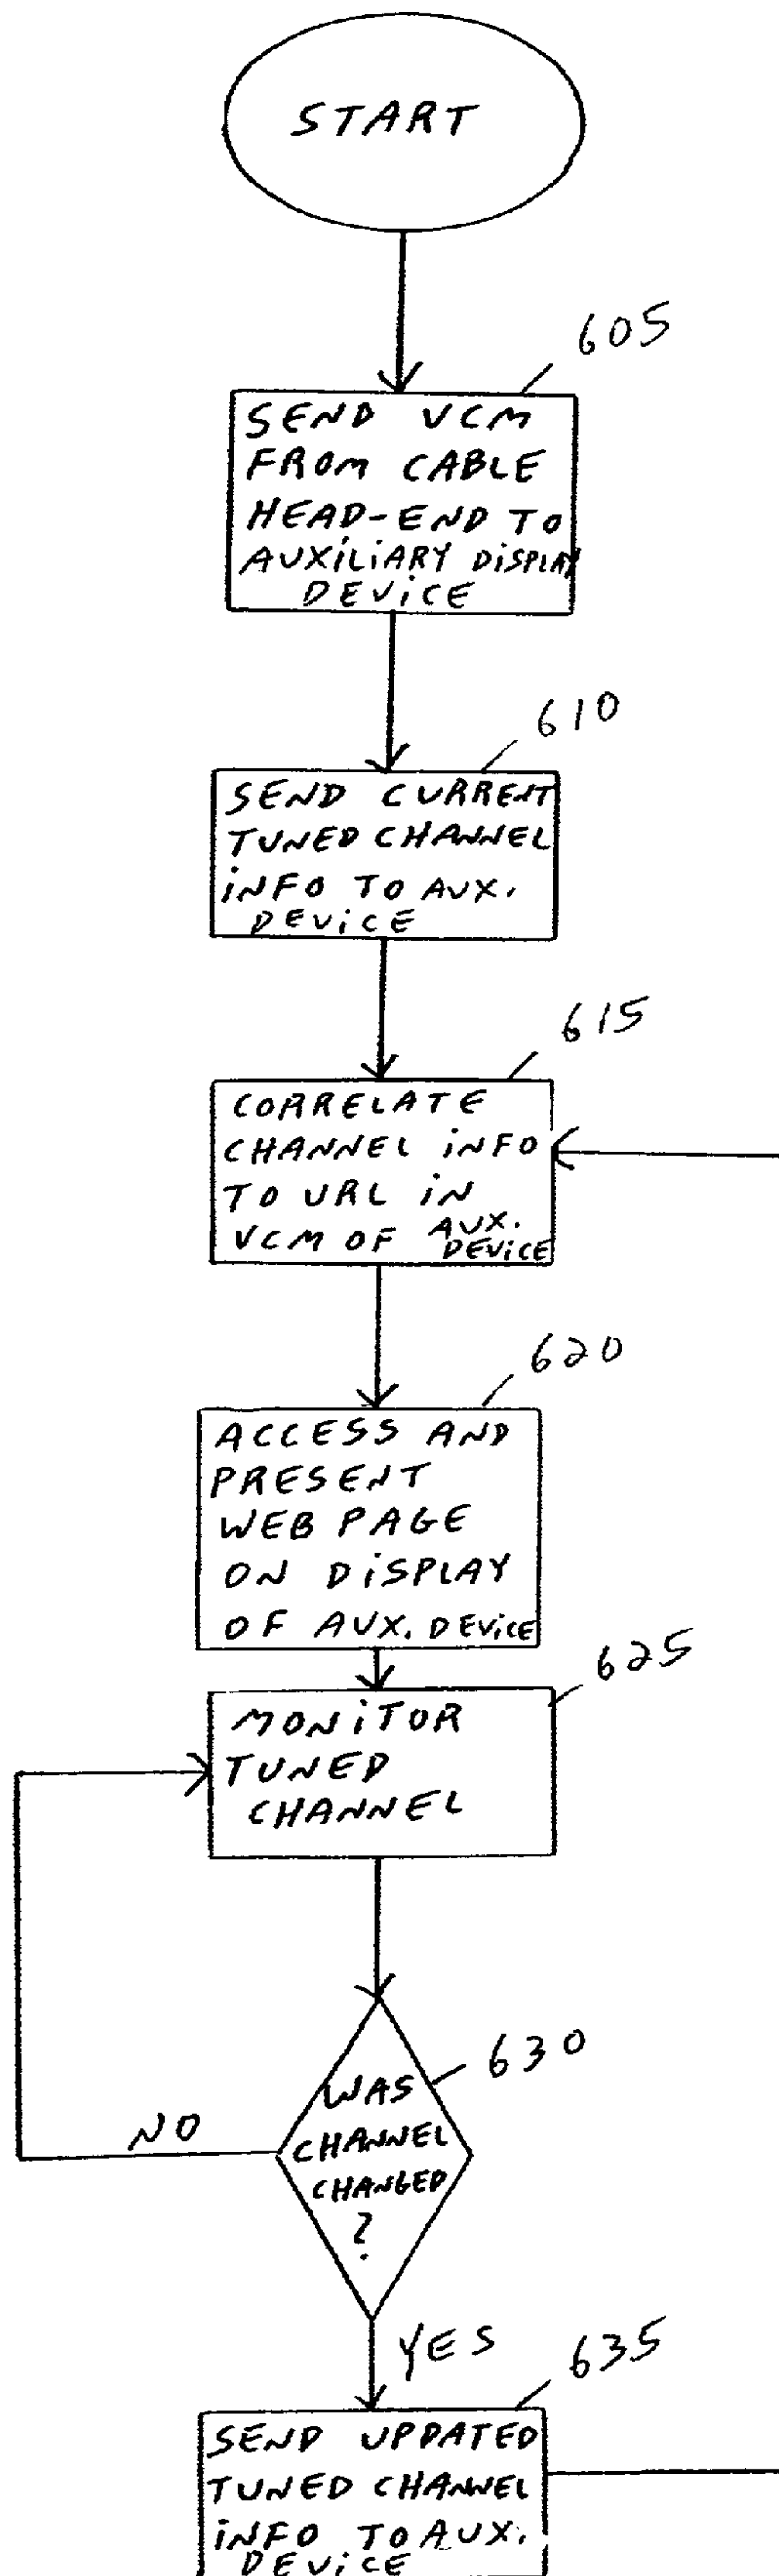 START
605
SEND VCM
FROM CABLE
HEAD-END TO
AUXiLiARY DiSPLAY
DEViCE
610
SEND CURRENT
TUNED CHANNEL
iNFO TO AUX.
DEViCE
615
CORRELATE
CHANNEL iNFO
TO URL iN
VCM OF AUX.
DEViCE
620
ACCESS AND
PRESENT
WEB PAGE
ON DiSPLAY
OF AUX. DEViCE
625
MONiTOR
TUNED
CHANNEL
630
WAS
CHANNEL
CHANGED
?
NO
YES
635
SEND UPDATED
TUNED CHANNEL
iNFO TO AUX.
DEViCE